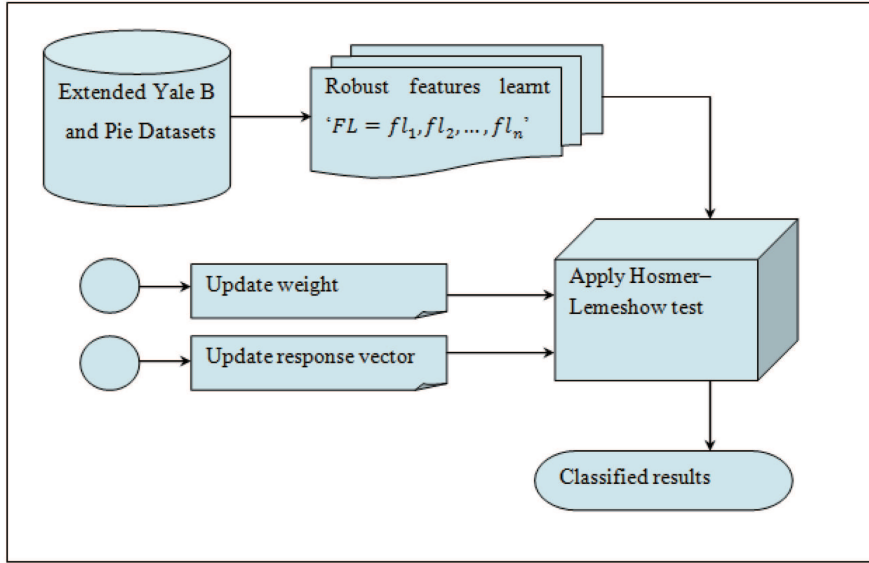 Extended Yale B
and Pie Datasets
Robust features learnt
‘𝐹𝐿 = 𝑓𝑙₁, 𝑓𝑙₂, … , 𝑓𝑙ₙ’
Apply Hosmer–
Lemeshow test
Update weight
Update response vector
Classified results